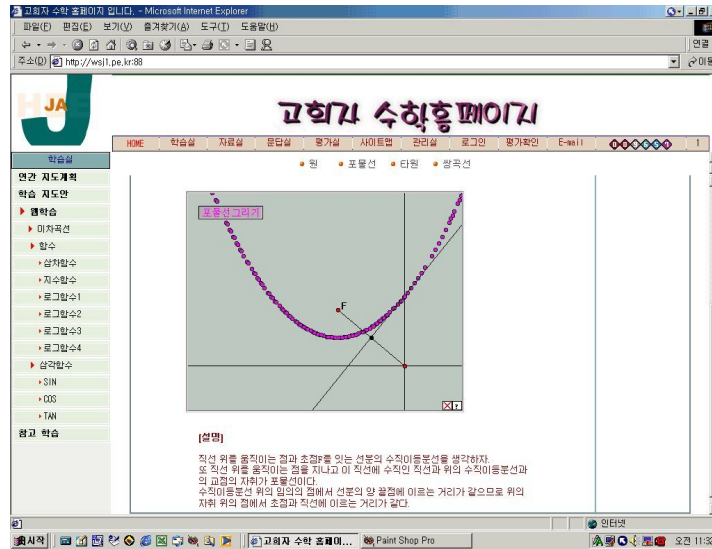 고회자 수학 홈페이지 입니다. - Microsoft Internet Explorer
파일(F) 편집(E) 보기(V) 즐겨찾기(A) 도구(T) 도움말(H)
연결
주소(D) http://wsj1.pe.kr:88
이동
JAE
고회자 수학홈페이지
HOME 학습실 자료실 문답실 평가실 사이트맵 관리실 로그인 평가확인 E-mail 1
학습실
원 포물선 타원 쌍곡선
연간 지도계획
학습 지도안
웹학습
이차곡선
함수
삼차함수
지수함수
로그함수1
로그함수2
로그함수3
로그함수4
삼각함수
SIN
COS
TAN
참고 학습
포물선그리기
F
[설명]
직선 위를 움직이는 점과 초점F를 잇는 선분의 수직이등분선을 생각하자.
또 직선 위를 움직이는 점을 지나고 이 직선에 수직인 직선과 위의 수직이등분선과
의 교점의 자취가 포물선이다.
수직이등분선 위의 임의의 점에서 선분의 양 끝점에 이르는 거리가 같으므로 위의
자취 위의 점에서 초점과 직선에 이르는 거리가 같다.
인터넷
시작 고회자 수학 홈페이... Paint Shop Pro 오전 11:32